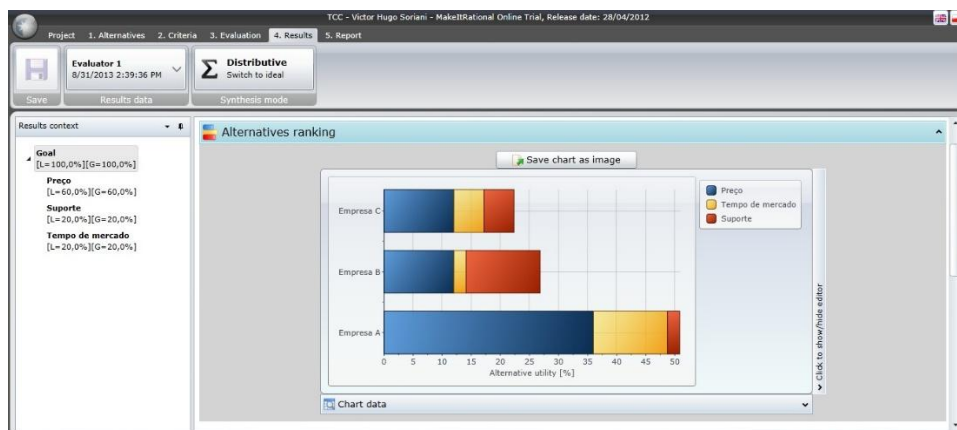 TCC - Victor Hugo Soriani - MakeItRational Online Trial, Release date: 28/04/2012
Project 1. Alternatives 2. Criteria 3. Evaluation 4. Results 5. Report
Evaluator 1
8/31/2013 2:39:36 PM
Distributive
Switch to ideal
Save Results data Synthesis mode
Results context
Alternatives ranking
Goal
[L=100,0%][G=100,0%]
Preço
[L=60,0%][G=60,0%]
Suporte
[L=20,0%][G=20,0%]
Tempo de mercado
[L=20,0%][G=20,0%]
Save chart as image
Preço
Tempo de mercado
Suporte
Empresa C
Empresa B
Empresa A
0 5 10 15 20 25 30 35 40 45 50
Alternative utility [%]
Click to show/hide editor
Chart data